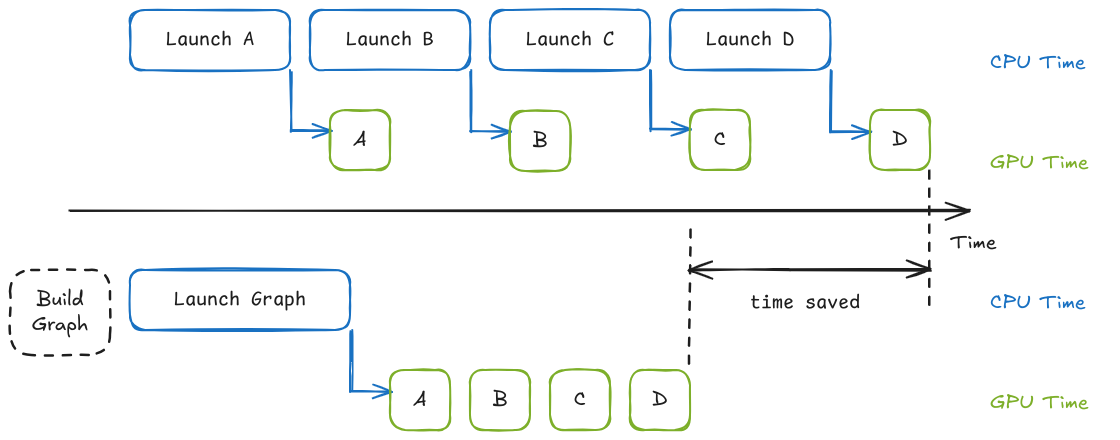 Launch A
Launch B
Launch C
Launch D
CPU Time
A
B
C
D
GPU Time
Time
Build
Graph
Launch Graph
time saved
CPU Time
A
B
C
D
GPU Time